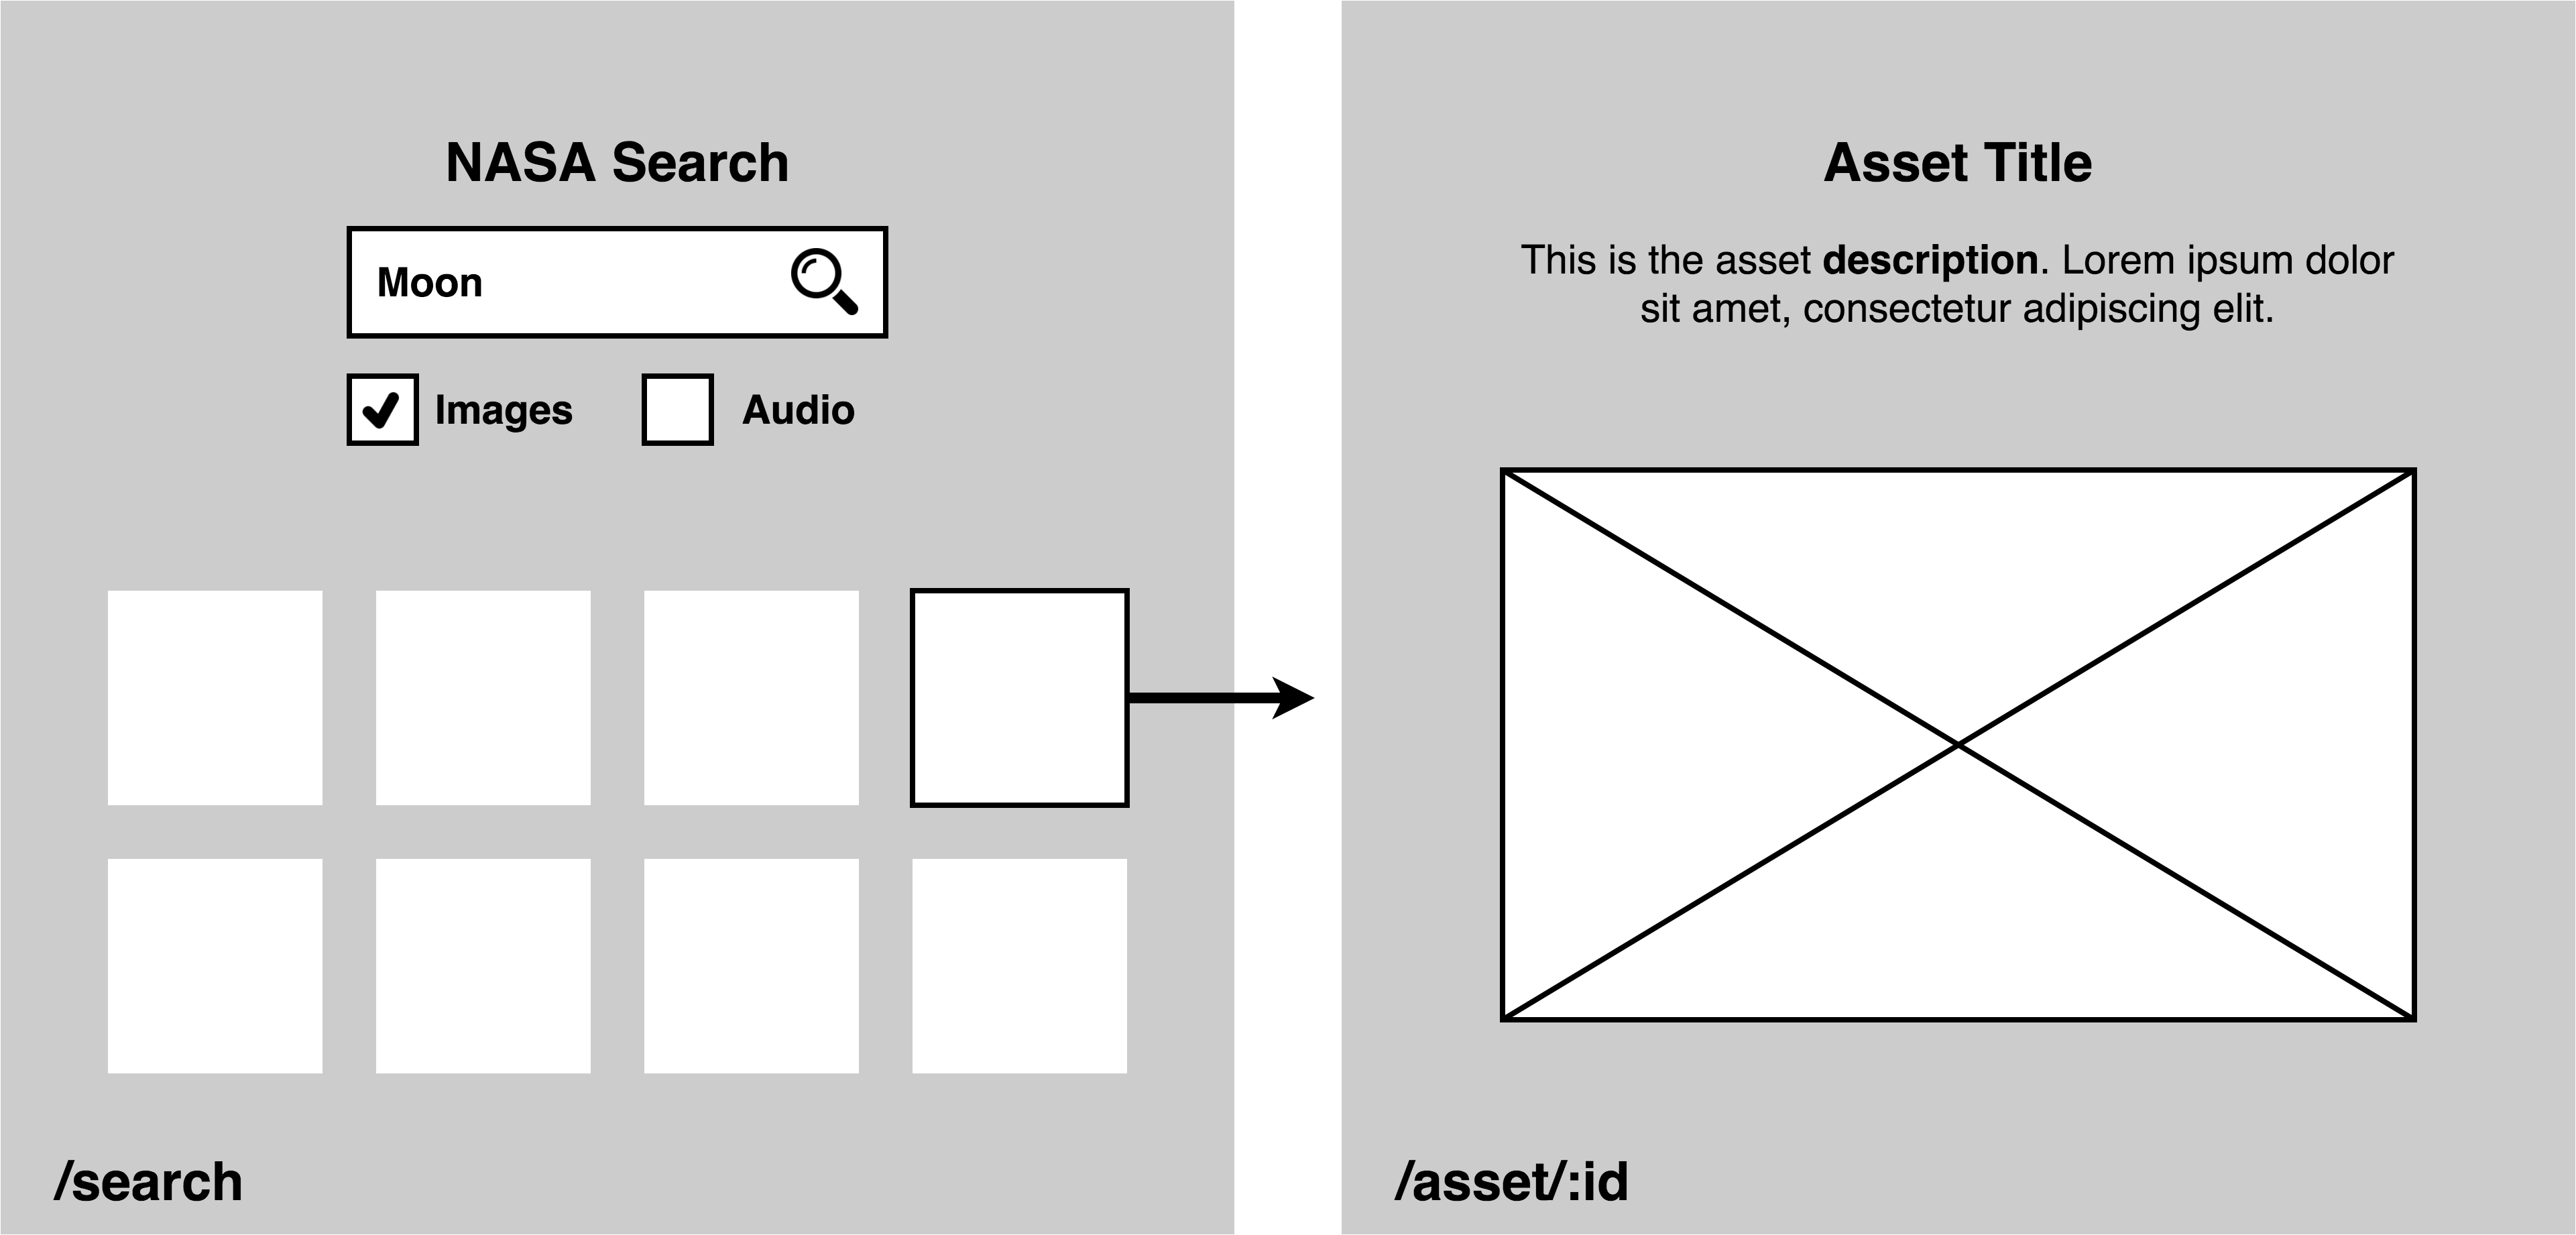 NASA Search
Moon
Images
Audio
/search
Asset Title
This is the asset description. Lorem ipsum dolor
sit amet, consectetur adipiscing elit.
/asset/:id